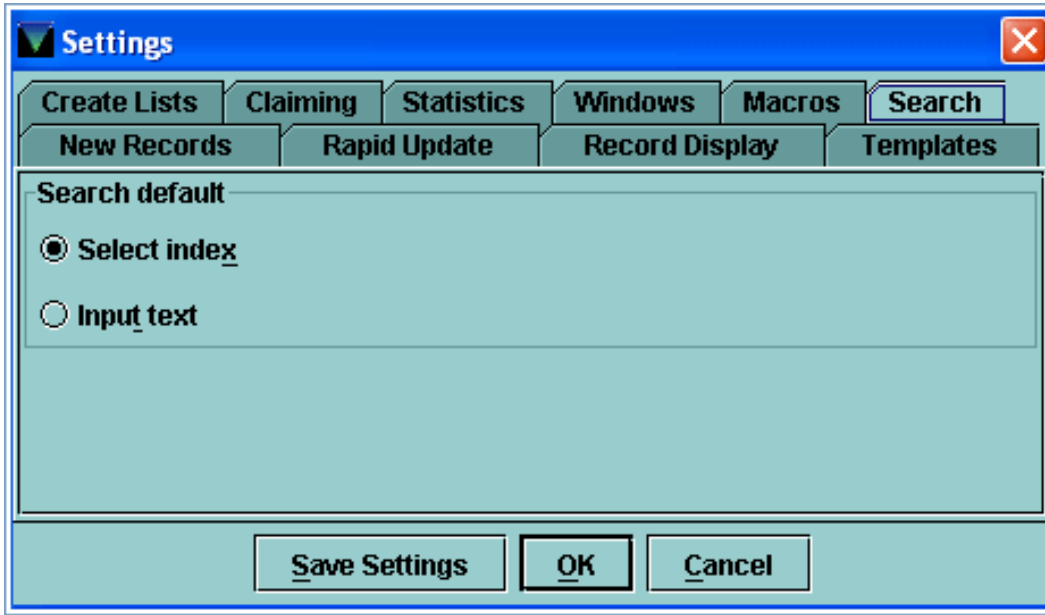 Settings
Create Lists Claiming Statistics Windows Macros Search
New Records Rapid Update Record Display Templates
Search default
Select index
Input text
Save Settings OK Cancel